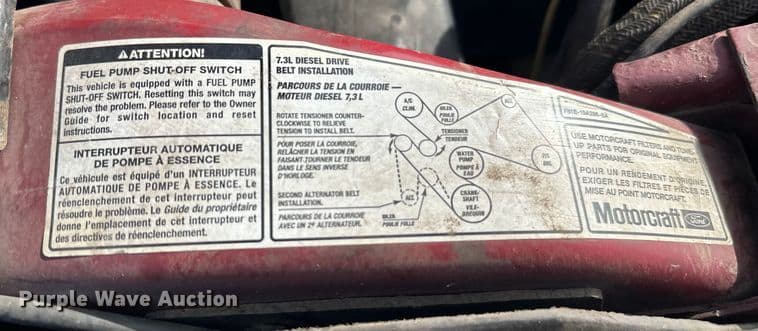 ATTENTION!
FUEL PUMP SHUT-OFF SWITCH
This vehicle is equipped with a FUEL PUMP
SHUT-OFF SWITCH. Resetting this switch may
resolve the problem. Please refer to the Owner
Guide for switch location and reset
instructions.
INTERRUPTEUR AUTOMATIQUE
DE POMPE À ESSENCE
Ce véhicule est équipé d'un INTERRUPTEUR
AUTOMATIQUE DE POMPE À ESSENCE. Le
réenclenchement de cet interrupteur peut
résoudre le problème. Le Guide du propriétaire
donne l'emplacement de cet interrupteur et
des directives de réenclenchement.
7.3L DIESEL DRIVE
BELT INSTALLATION
PARCOURS DE LA COURROIE —
MOTEUR DIESEL 7,3 L
ROTATE TENSIONER COUNTER-
CLOCKWISE TO RELIEVE
TENSION TO INSTALL BELT.
POUR POSER LA COURROIE,
RELÂCHER LA TENSION EN
FAISANT TOURNER LE TENDEUR
DANS LE SENS INVERSE
D'HORLOGE.
SECOND ALTERNATOR BELT
INSTALLATION.
PARCOURS DE LA COURROIE
AVEC UN 2e ALTERNATEUR.
A/C
CLIM.
IDLER
POULIE
FOLLE
ALT.
TENSIONER
TENDEUR
WATER
PUMP
POMPE À
EAU
P/S
ALT.
CRANK-
SHAFT
VILE-
BREQUIN
IDLER
POULIE FOLLE
USE MOTORCRAFT FILTERS AND TUNE-
UP PARTS FOR ORIGINAL EQUIPMENT
PERFORMANCE.
POUR UN RENDEMENT D'ORIGINE
EXIGER LES FILTRES ET PIÈCES DE
MISE AU POINT MOTORCRAFT.
Motorcraft Ford
Purple Wave Auction